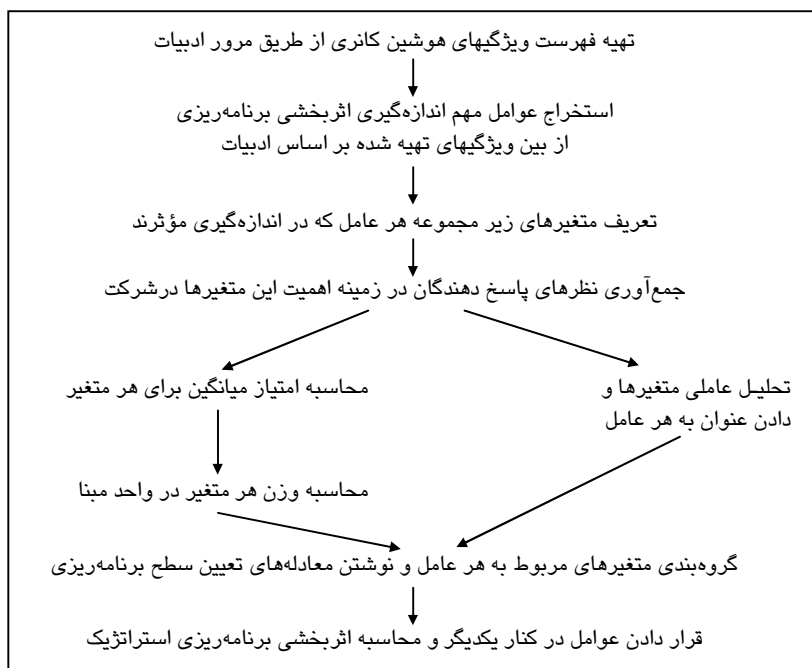 تهیه فهرست ویژگیهای هوشین کانری از طریق مرور ادبیات
استخراج عوامل مهم اندازه‌گیری اثربخشی برنامه‌ریزی
از بین ویژگیهای تهیه شده بر اساس ادبیات
تعریف متغیرهای زیر مجموعه هر عامل که در اندازه‌گیری مؤثرند
جمع‌آوری نظرهای پاسخ دهندگان در زمینه اهمیت این متغیرها درشرکت
تحلیل عاملی متغیرها و
دادن عنوان به هر عامل
محاسبه امتیاز میانگین برای هر متغیر
محاسبه وزن هر متغیر در واحد مبنا
گروه‌بندی متغیرهای مربوط به هر عامل و نوشتن معادله‌های تعیین سطح برنامه‌ریزی
قرار دادن عوامل در کنار یکدیگر و محاسبه اثربخشی برنامه‌ریزی استراتژیک